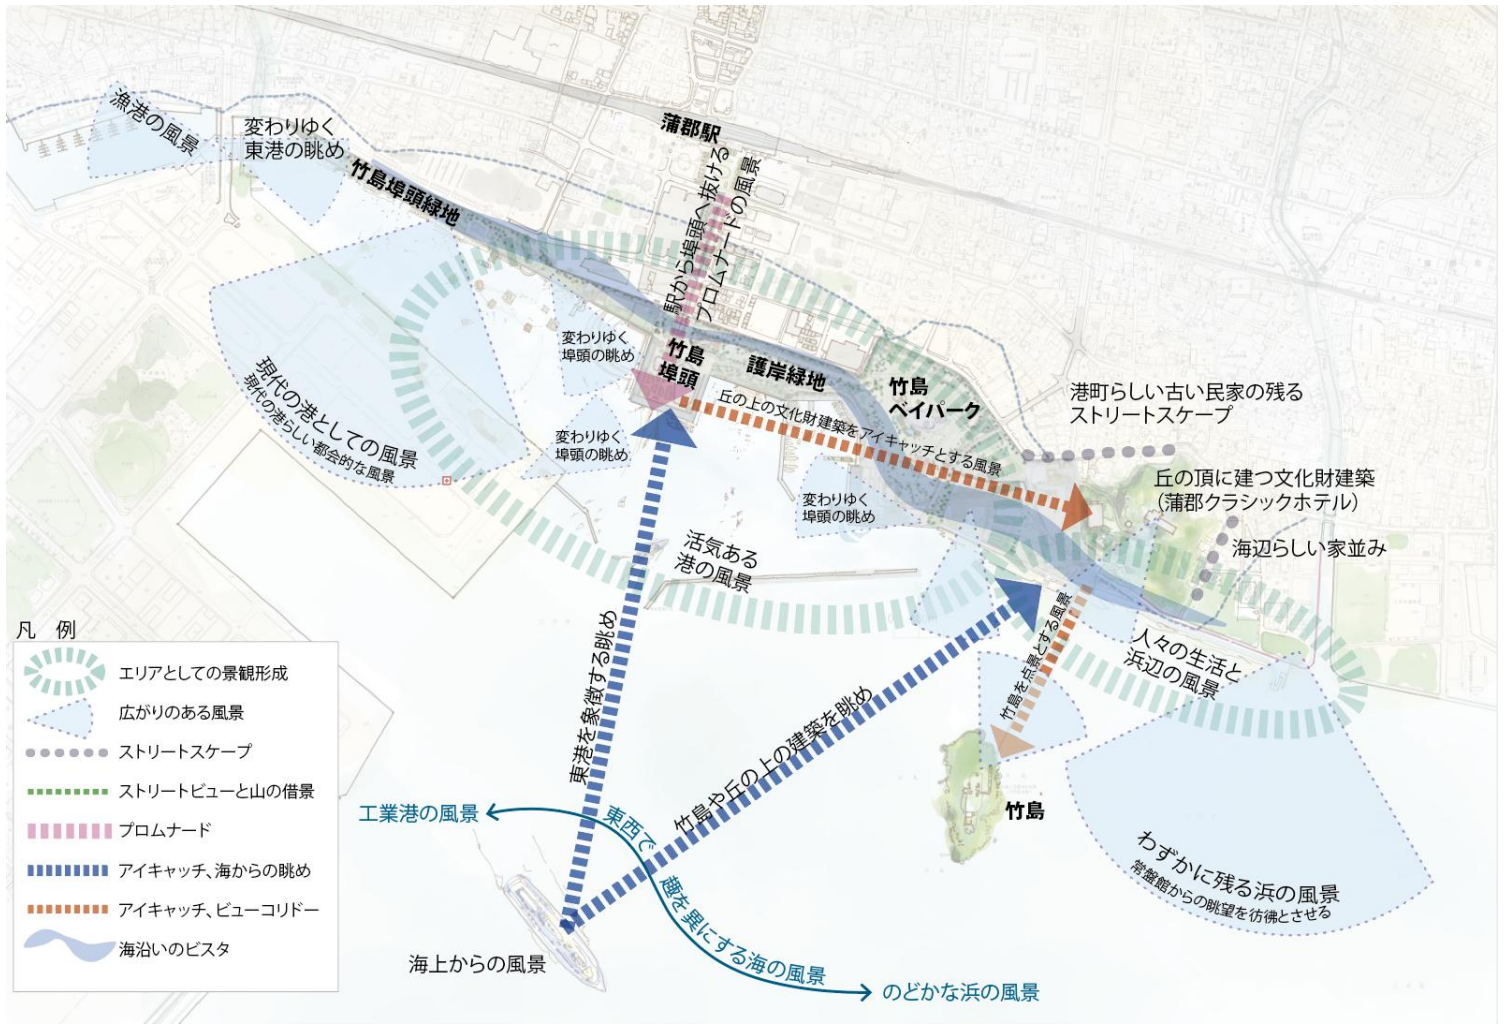 蒲郡駅
漁港の風景
変わりゆく
東港の眺め
竹島埠頭緑地
駅から埠頭へ抜ける
プロムナードの風景
変わりゆく
埠頭の眺め
竹島
埠頭
護岸緑地
竹島
ベイパーク
現代の港としての風景
現代の港らしい都会的な風景
丘の上の文化財建築をアイキャッチとする風景
港町らしい古い民家の残る
ストリートスケープ
変わりゆく
埠頭の眺め
丘の頂に建つ文化財建築
（蒲郡クラシックホテル）
変わりゆく
埠頭の眺め
海辺らしい家並み
活気ある
港の風景
東港を象徴する眺め
竹島を点景とする風景
人々の生活と
浜辺の風景
竹島や丘の上の建築を眺め
竹島
工業港の風景
東西で
趣を異にする海の風景
のどかな浜の風景
わずかに残る浜の風景
常盤館からの眺望を彷彿とさせる
海上からの風景
凡 例
エリアとしての景観形成
広がりのある風景
ストリートスケープ
ストリートビューと山の借景
プロムナード
アイキャッチ、海からの眺め
アイキャッチ、ビューコリドー
海沿いのビスタ